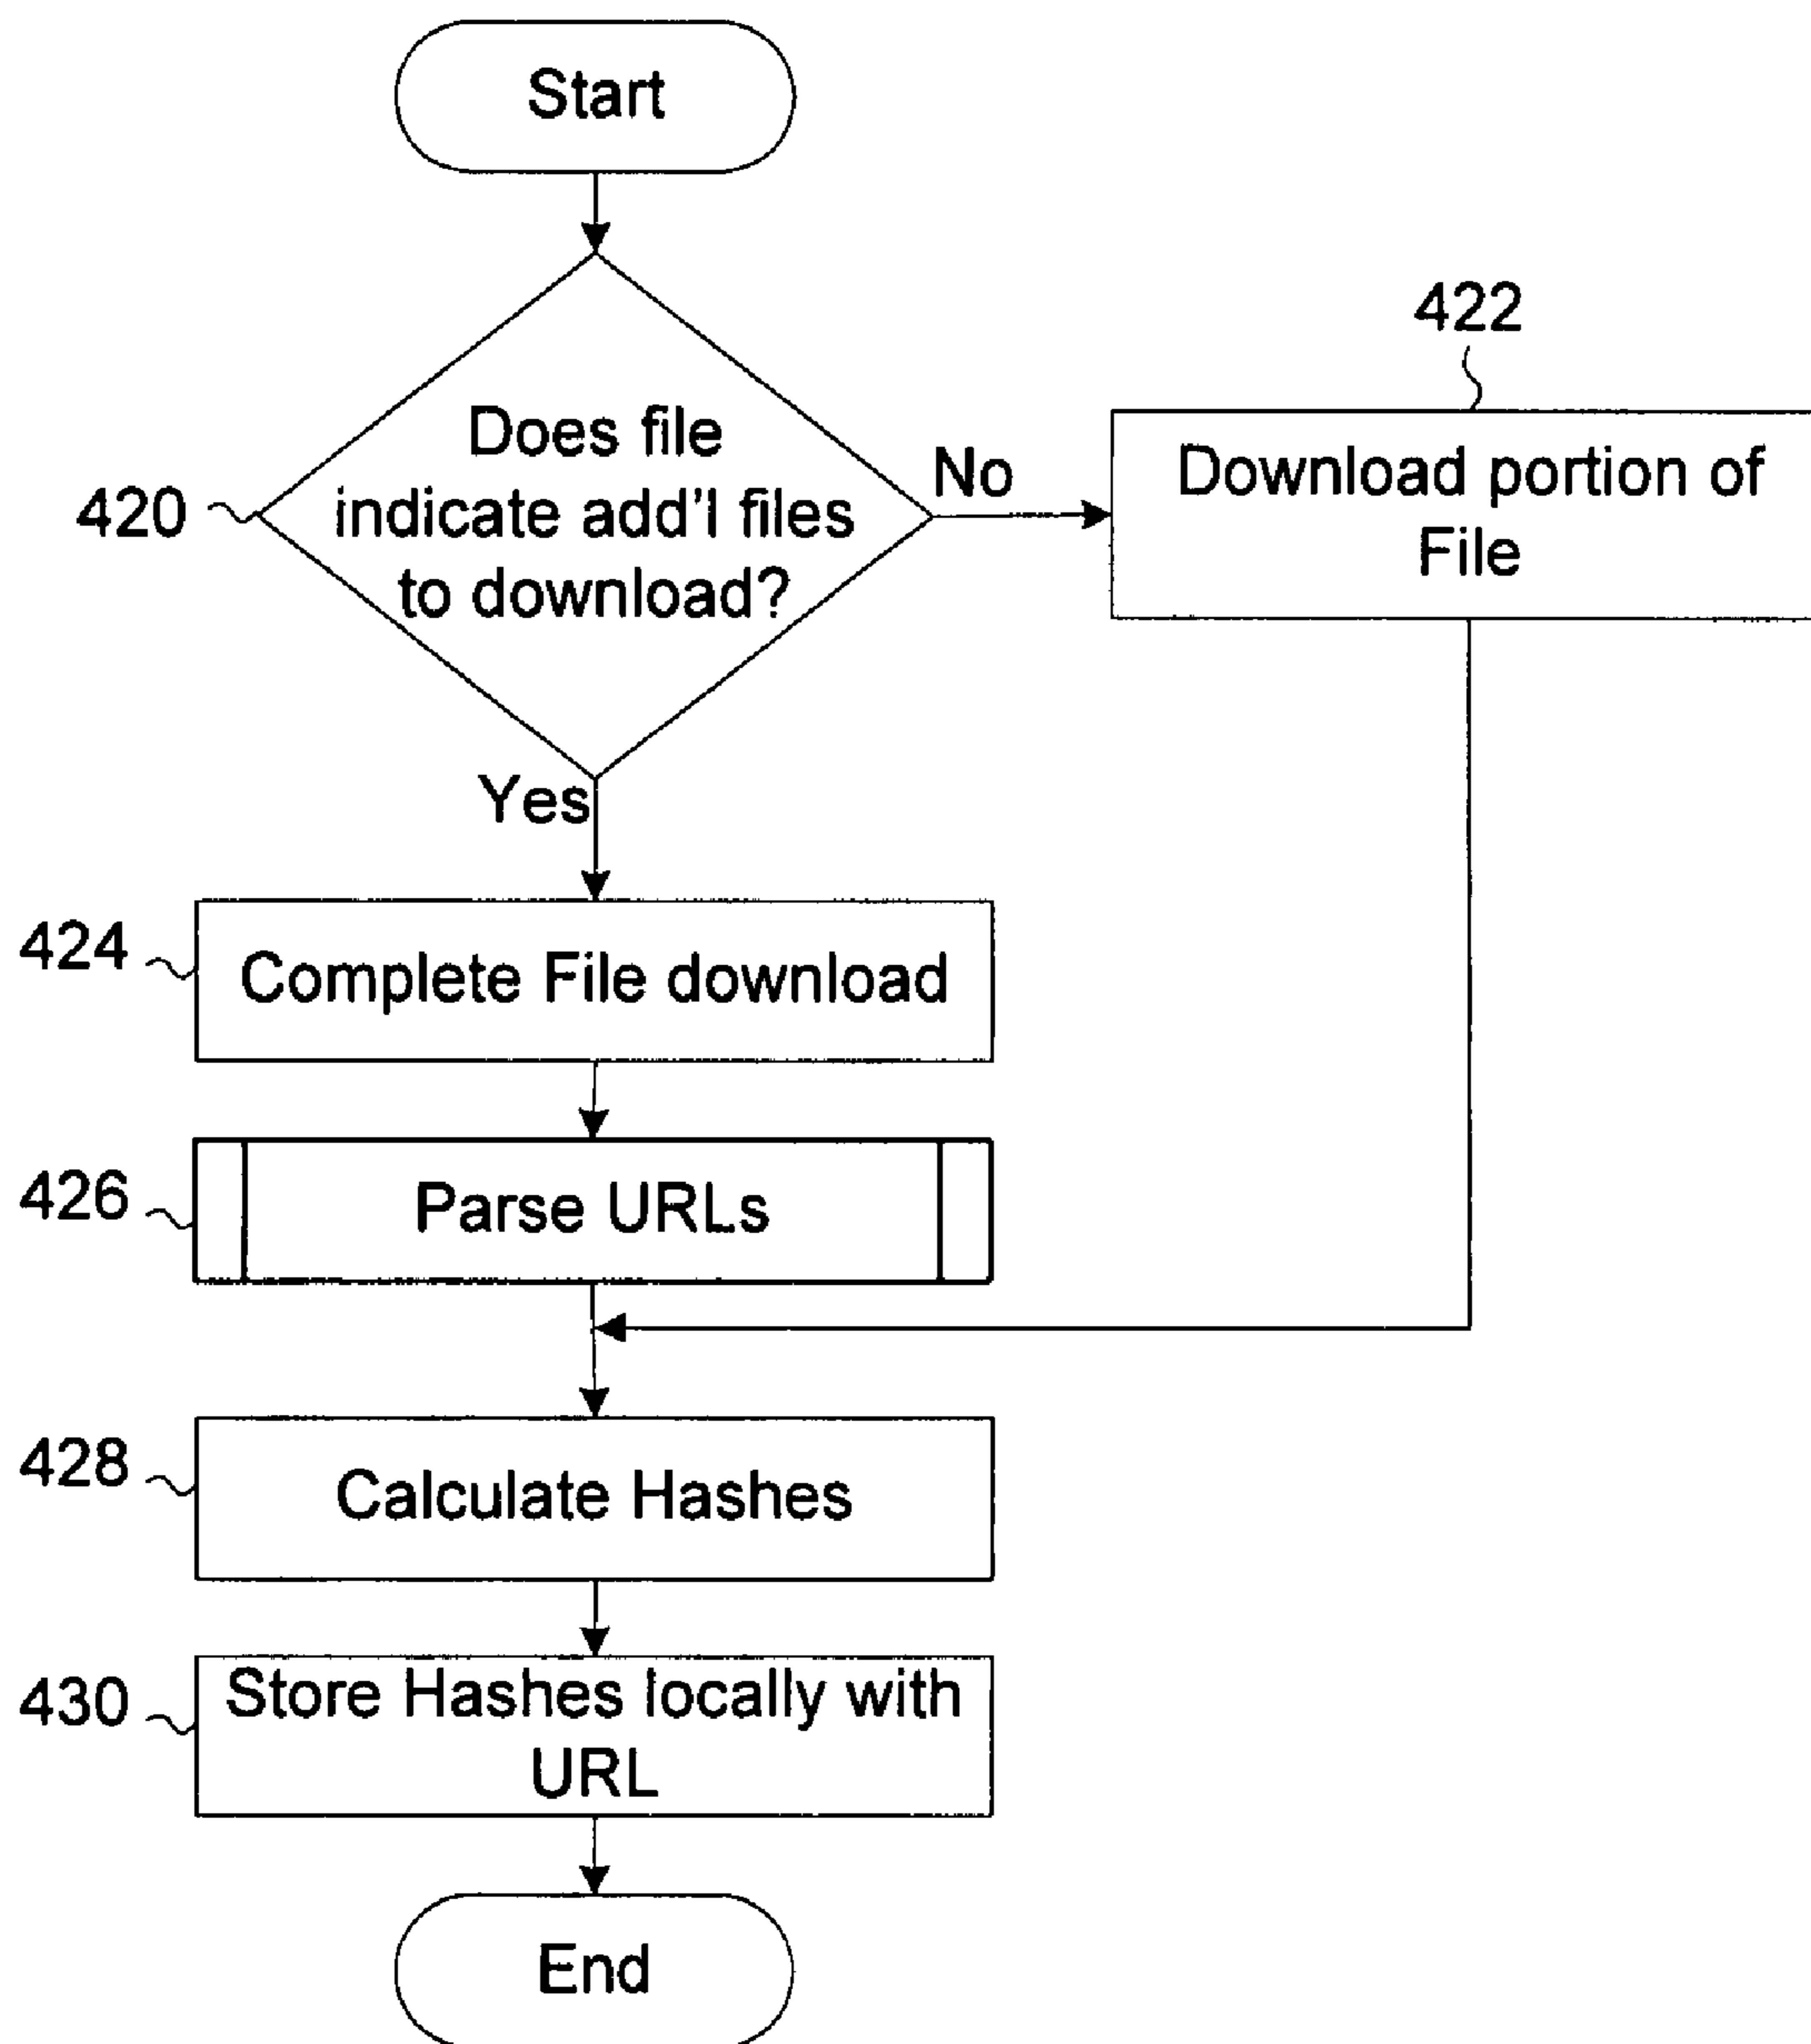 Start
422
Does file
indicate add'l files
to download?
420
No
Download portion of
File
Yes
424
Complete File download
426
Parse URLs
428
Calculate Hashes
430
Store Hashes locally with
URL
End